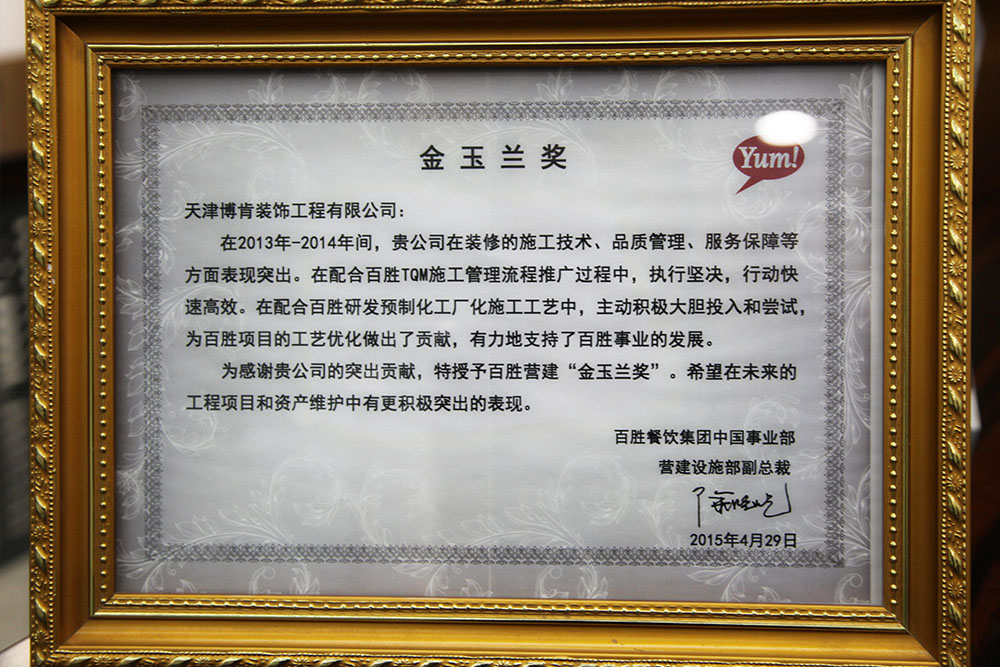 金玉兰奖
Yum!
天津博肯装饰工程有限公司：
在2013年-2014年间，贵公司在装修的施工技术、品质管理、服务保障等
方面表现突出。在配合百胜TQM施工管理流程推广过程中，执行坚决，行动快
速高效。在配合百胜研发预制化工厂化施工工艺中，主动积极大胆投入和尝试，
为百胜项目的工艺优化做出了贡献，有力地支持了百胜事业的发展。
为感谢贵公司的突出贡献，特授予百胜营建“金玉兰奖”。希望在未来的
工程项目和资产维护中有更积极突出的表现。
百胜餐饮集团中国事业部
营建设施部副总裁
2015年4月29日